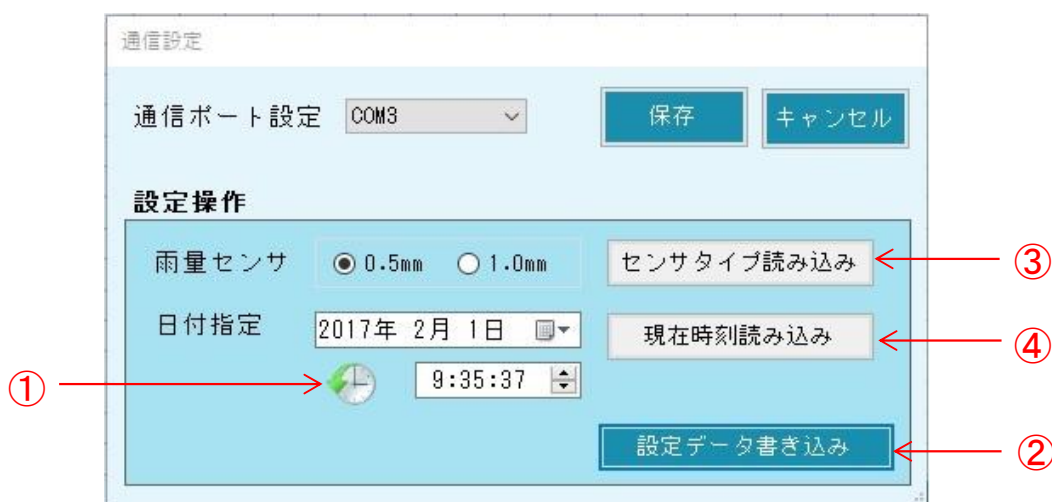 通信設定
通信ポート設定 COM3 保存 キャンセル
設定操作
雨量センサ 0.5mm 1.0mm センサタイプ読み込み ③
日付指定 2017年 2月 1日 現在時刻読み込み ④
① 9:35:37
設定データ書き込み ②